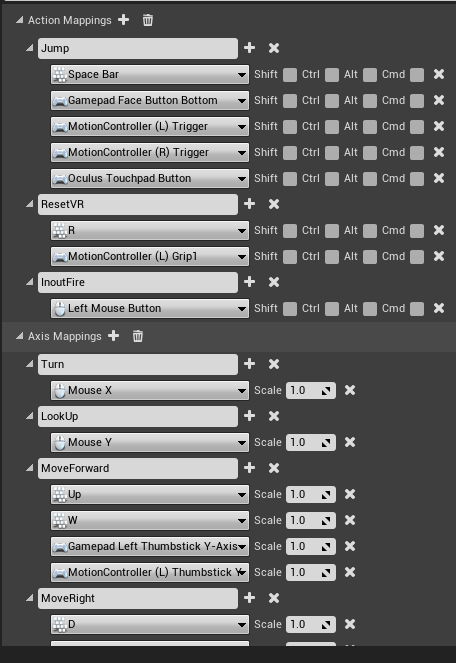 Action Mappings
Jump
Space Bar Shift Ctrl Alt Cmd
Gamepad Face Button Bottom Shift Ctrl Alt Cmd
MotionController (L) Trigger Shift Ctrl Alt Cmd
MotionController (R) Trigger Shift Ctrl Alt Cmd
Oculus Touchpad Button Shift Ctrl Alt Cmd
ResetVR
R Shift Ctrl Alt Cmd
MotionController (L) Grip1 Shift Ctrl Alt Cmd
InoutFire
Left Mouse Button Shift Ctrl Alt Cmd
Axis Mappings
Turn
Mouse X Scale 1.0
LookUp
Mouse Y Scale 1.0
MoveForward
Up Scale 1.0
W Scale 1.0
Gamepad Left Thumbstick Y-Axis Scale 1.0
MotionController (L) Thumbstick Y Scale 1.0
MoveRight
D Scale 1.0